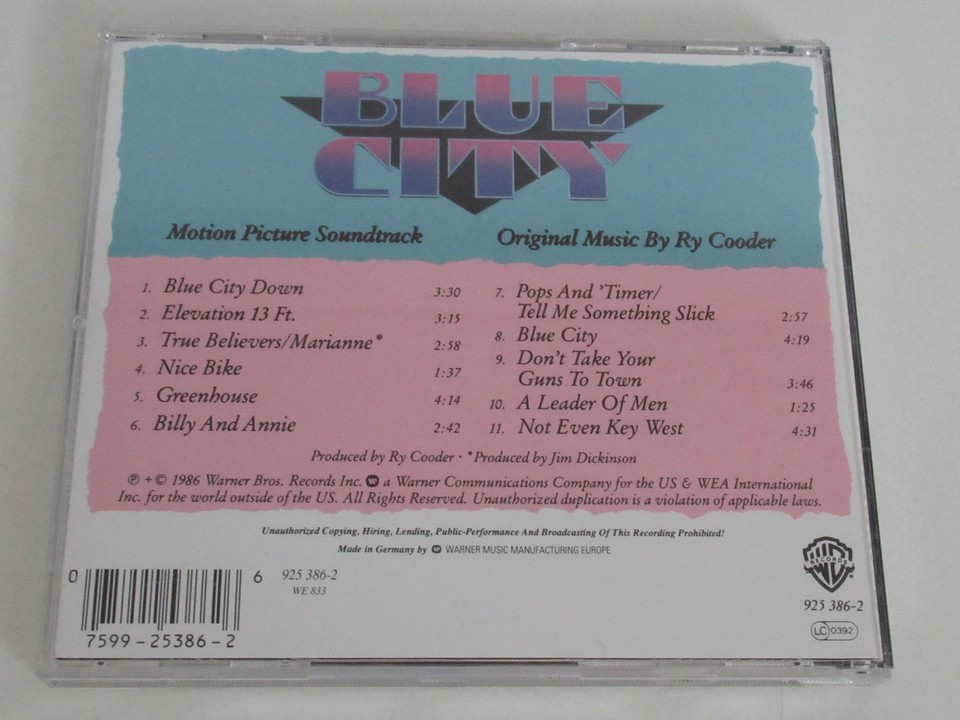 BLUE
CITY
Motion Picture Soundtrack
Original Music By Ry Cooder
1. Blue City Down 3:30
2. Elevation 13 Ft. 3:15
3. True Believers/Marianne* 2:58
4. Nice Bike 1:37
5. Greenhouse 4:14
6. Billy And Annie 2:42
7. Pops And 'Timer/
Tell Me Something Slick 2:57
8. Blue City 4:19
9. Don't Take Your
Guns To Town 3:46
10. A Leader Of Men 1:25
11. Not Even Key West 4:31
Produced by Ry Cooder · *Produced by Jim Dickinson
℗ + © 1986 Warner Bros. Records Inc. a Warner Communications Company for the US & WEA International
Inc. for the world outside of the US. All Rights Reserved. Unauthorized duplication is a violation of applicable laws.
Unauthorized Copying, Hiring, Lending, Public-Performance And Broadcasting Of This Recording Prohibited!
Made in Germany by WARNER MUSIC MANUFACTURING EUROPE
0 7599-25386-2 6
925 386-2
WE 833
WB
RECORDS
925 386-2
LC 0392